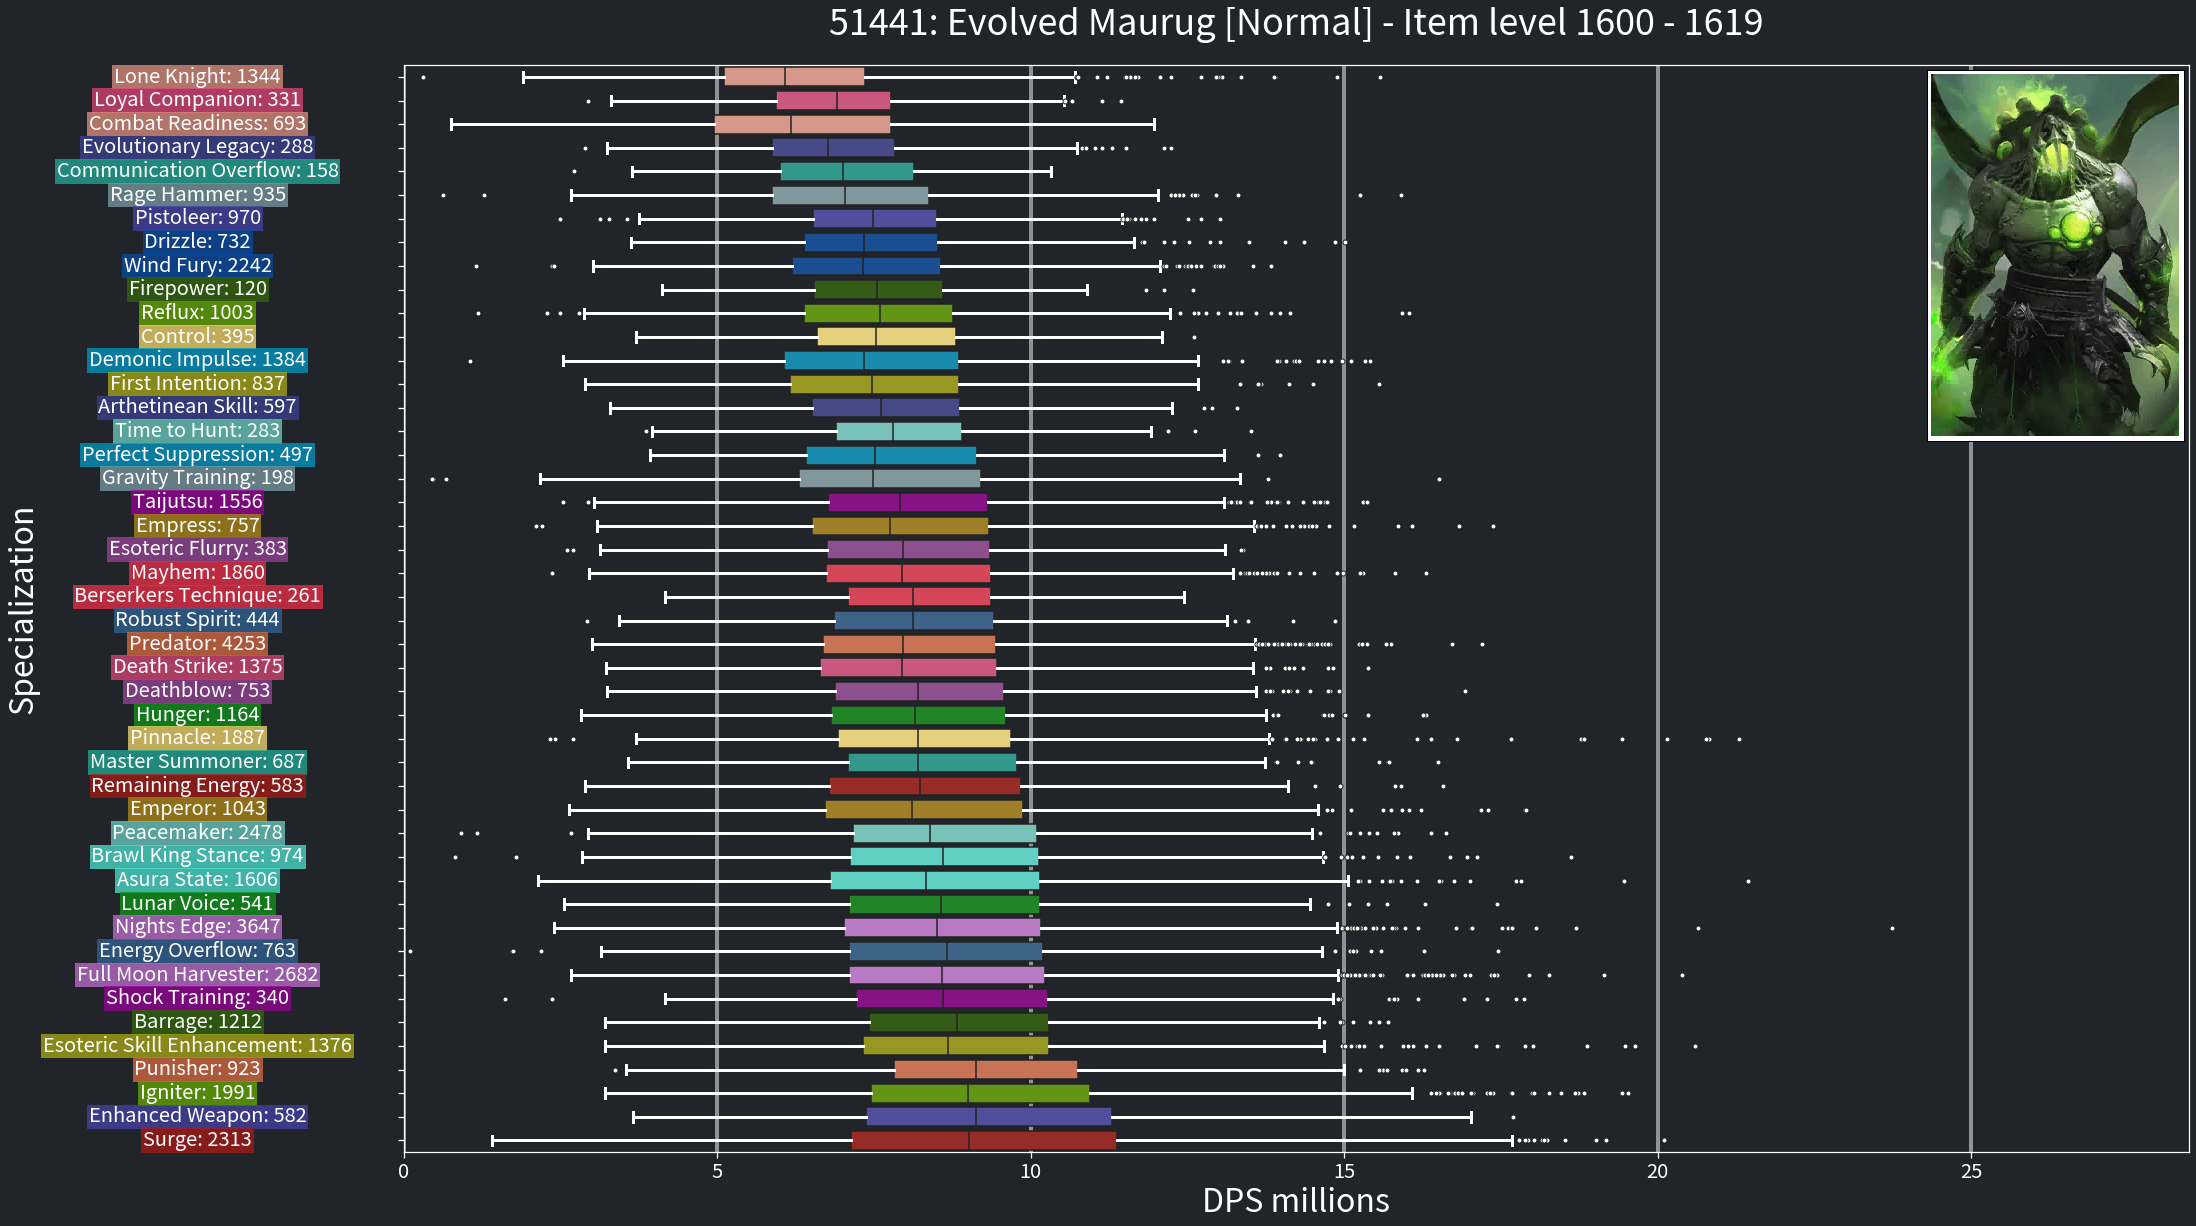 51441: Evolved Maurug [Normal] - Item level 1600 - 1619
Lone Knight: 1344
Loyal Companion: 331
Combat Readiness: 693
Evolutionary Legacy: 288
Communication Overflow: 158
Rage Hammer: 935
Pistoleer: 970
Drizzle: 732
Wind Fury: 2242
Firepower: 120
Reflux: 1003
Control: 395
Demonic Impulse: 1384
First Intention: 837
Arthetinean Skill: 597
Time to Hunt: 283
Perfect Suppression: 497
Gravity Training: 198
Taijutsu: 1556
Empress: 757
Esoteric Flurry: 383
Mayhem: 1860
Berserkers Technique: 261
Robust Spirit: 444
Predator: 4253
Death Strike: 1375
Deathblow: 753
Hunger: 1164
Pinnacle: 1887
Master Summoner: 687
Remaining Energy: 583
Emperor: 1043
Peacemaker: 2478
Brawl King Stance: 974
Asura State: 1606
Lunar Voice: 541
Nights Edge: 3647
Energy Overflow: 763
Full Moon Harvester: 2682
Shock Training: 340
Barrage: 1212
Esoteric Skill Enhancement: 1376
Punisher: 923
Igniter: 1991
Enhanced Weapon: 582
Surge: 2313
Specialization
0 5 10 15 20 25
DPS millions